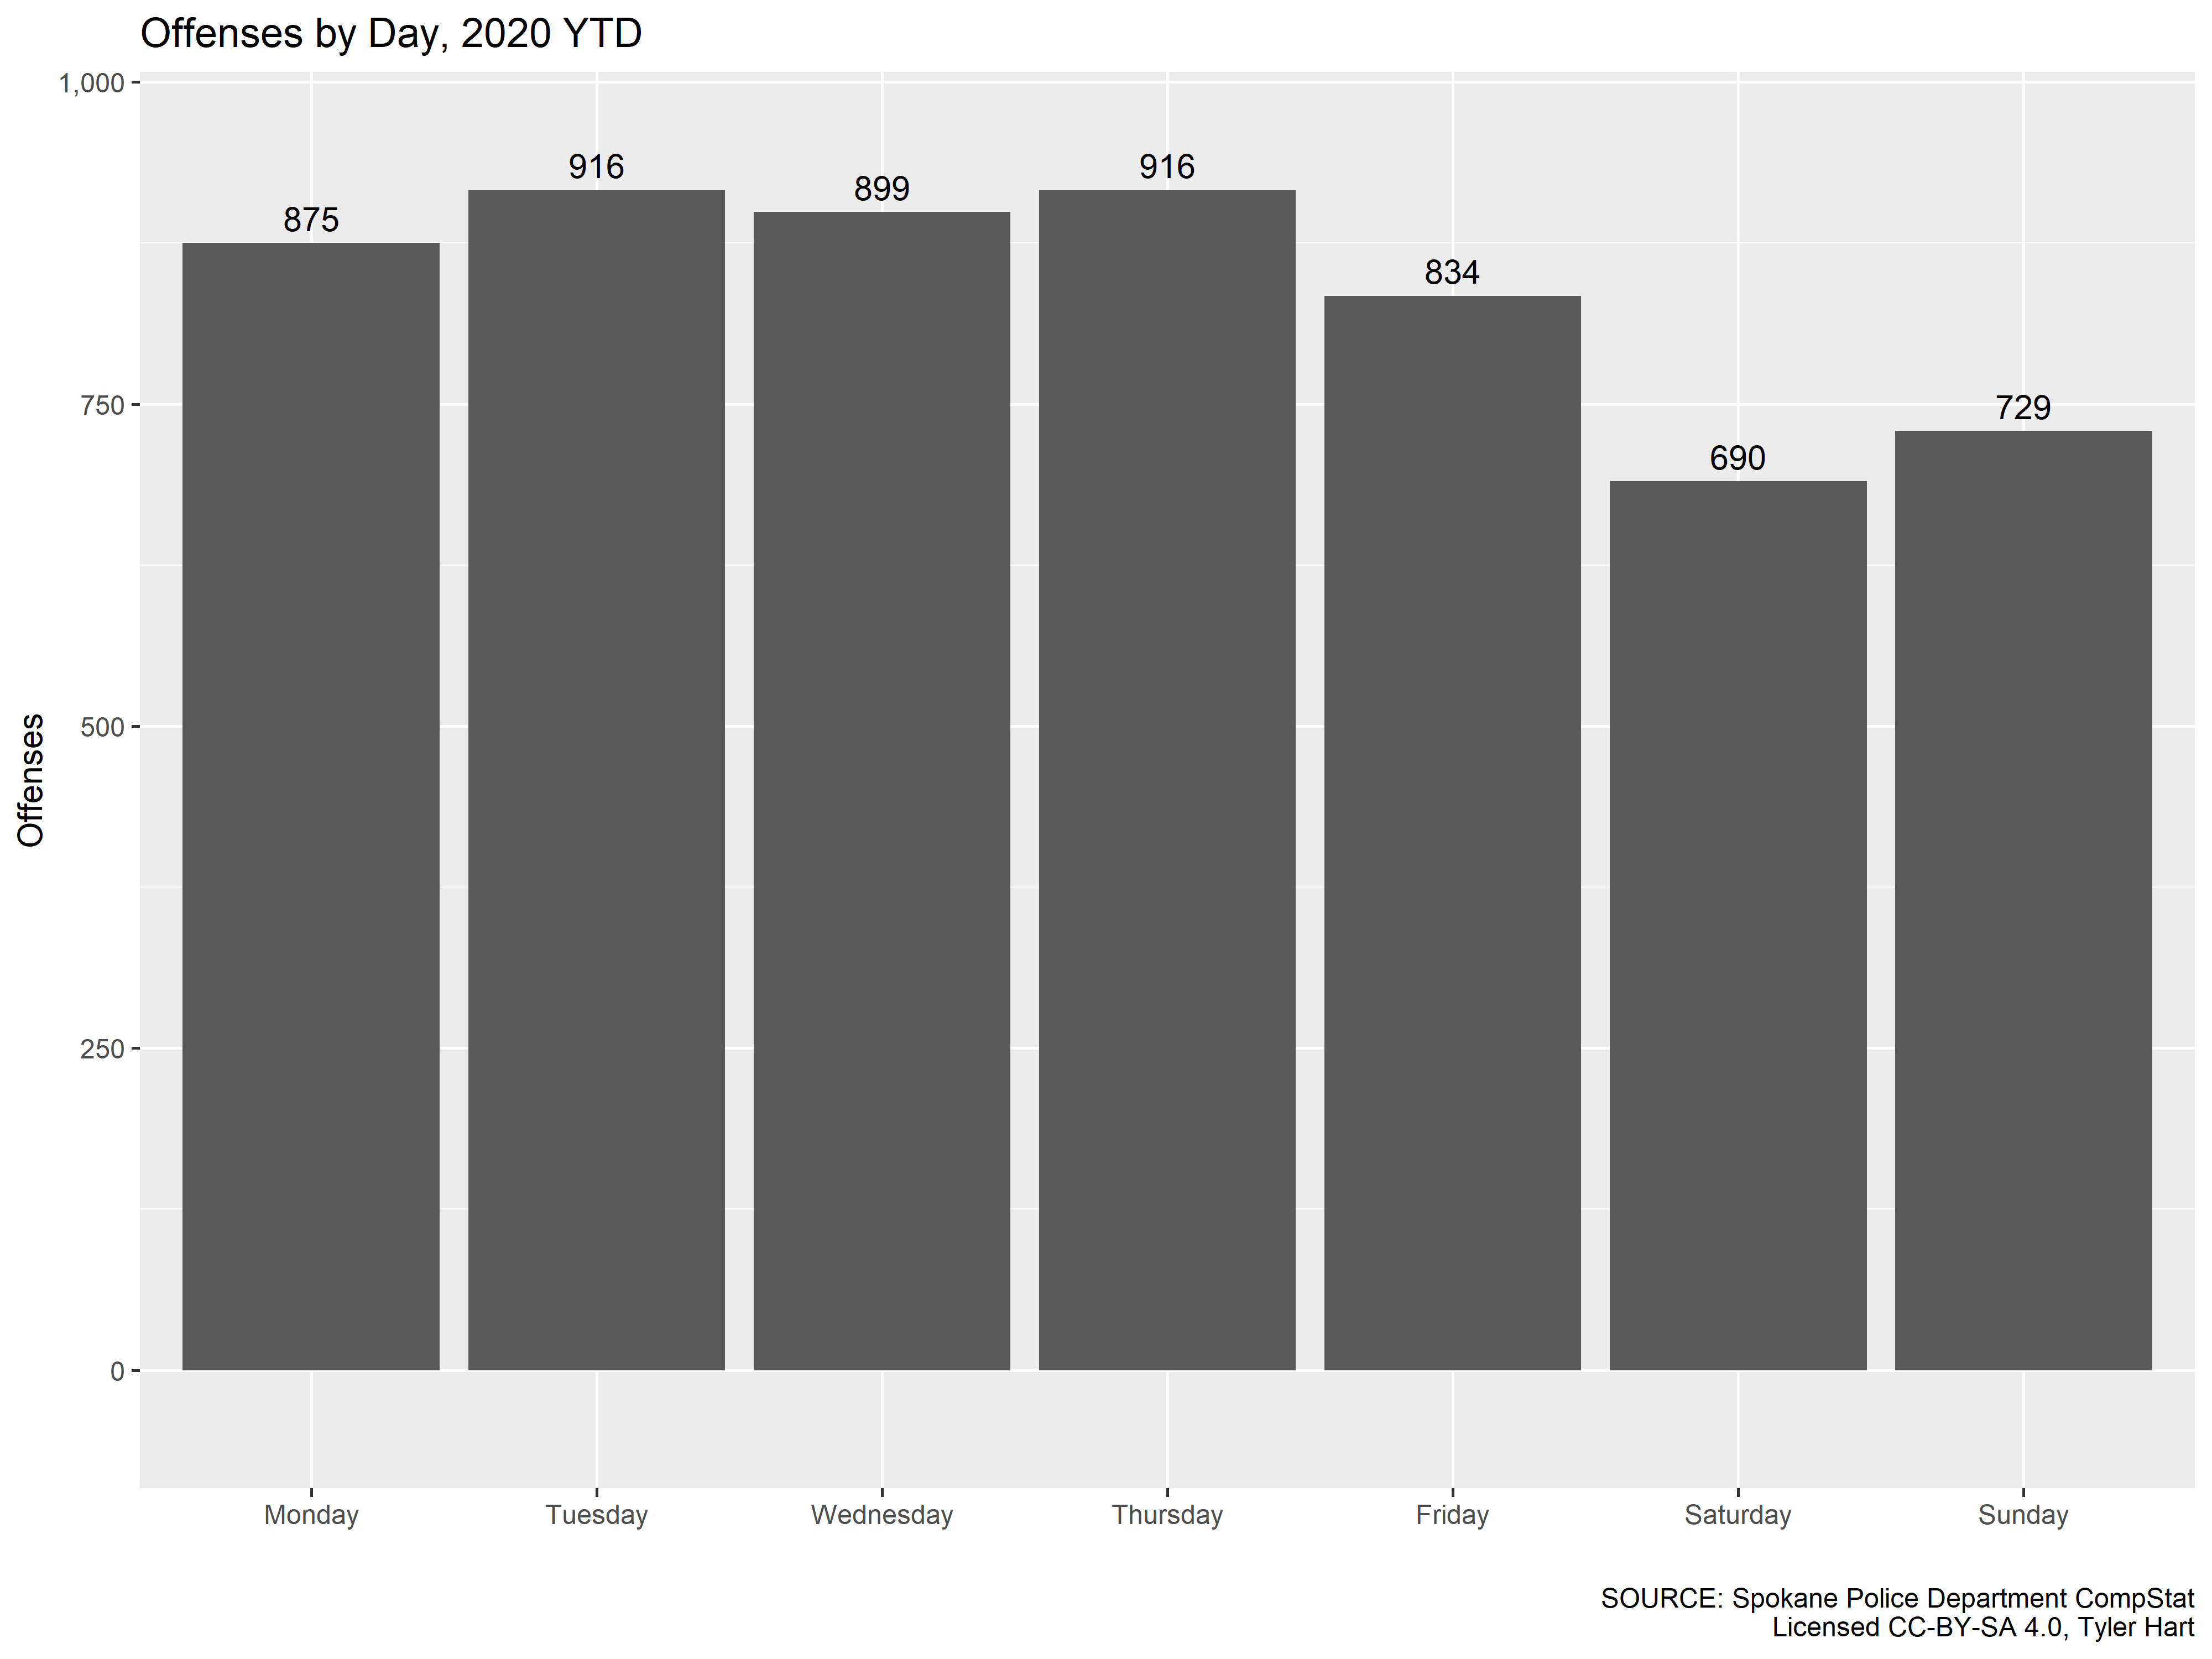 Offenses by Day, 2020 YTD
1,000
750
500
250
0
Offenses
875
916
899
916
834
690
729
Monday
Tuesday
Wednesday
Thursday
Friday
Saturday
Sunday
SOURCE: Spokane Police Department CompStat
Licensed CC-BY-SA 4.0, Tyler Hart